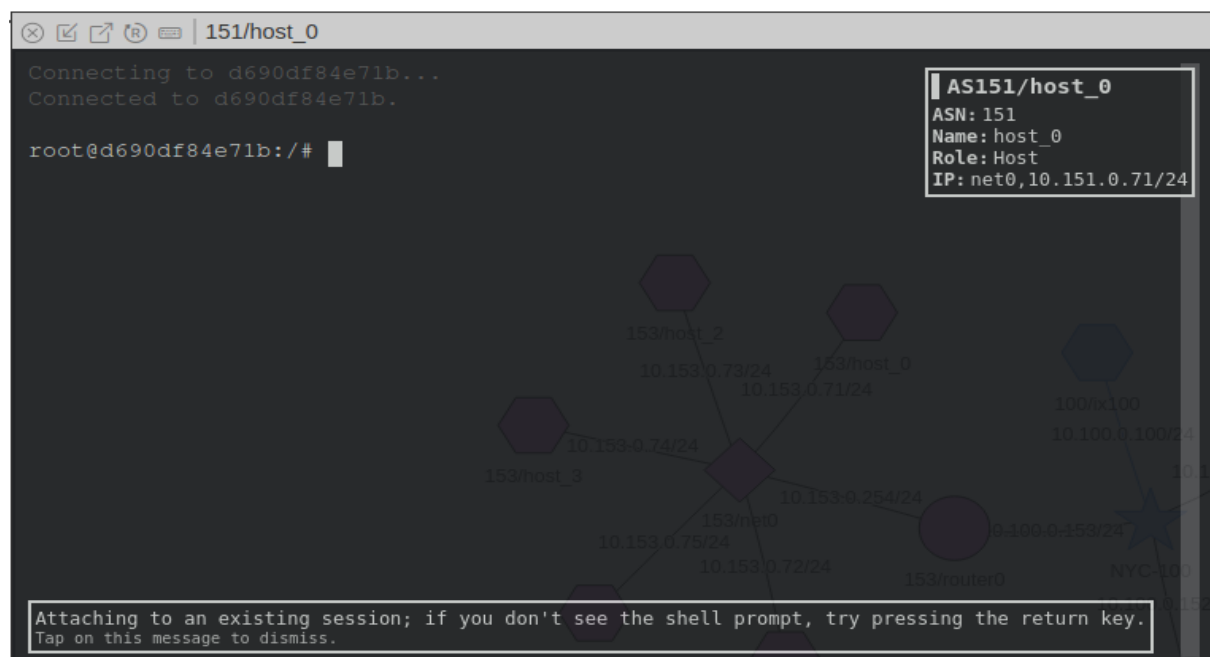 151/host_0
Connecting to d690df84e71b...
Connected to d690df84e71b.
root@d690df84e71b:/#
AS151/host_0
ASN: 151
Name: host_0
Role: Host
IP: net0,10.151.0.71/24
153/host_2
153/host_0
10.153.0.73/24
10.153.0.71/24
100/ix100
10.100.0.100/24
10.153.0.74/24
153/host_3
10.153.0.254/24
153/net0
0.100.0.153/24
10.153.0.75/24
10.153.0.72/24
153/router0
NYC-100
Attaching to an existing session; if you don't see the shell prompt, try pressing the return key.
Tap on this message to dismiss.